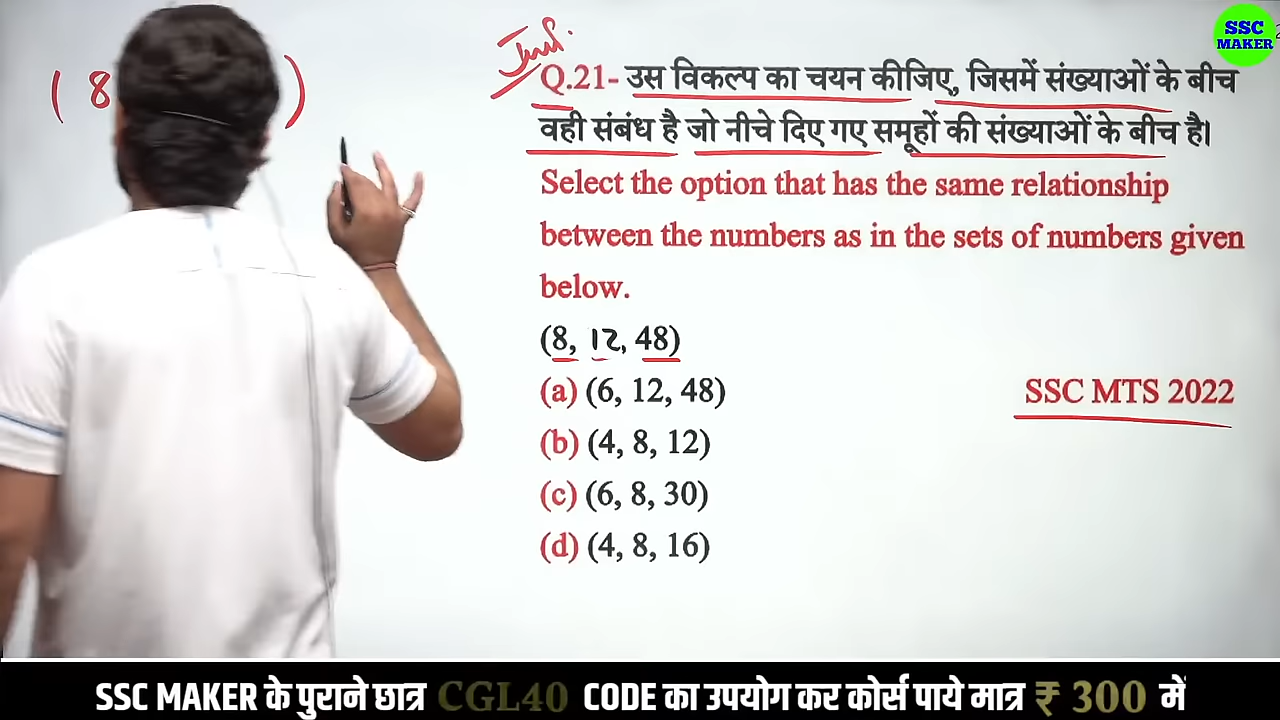 SSC
MAKER
( 8 )
Q.21- उस विकल्प का चयन कीजिए, जिसमें संख्याओं के बीच
वही संबंध है जो नीचे दिए गए समूहों की संख्याओं के बीच है।
Select the option that has the same relationship
between the numbers as in the sets of numbers given
below.
(8, 12, 48)
(a) (6, 12, 48)
SSC MTS 2022
(b) (4, 8, 12)
(c) (6, 8, 30)
(d) (4, 8, 16)
SSC MAKER के पुराने छात्र CGL40 CODE का उपयोग कर कोर्स पाये मात्र ₹ 300 में